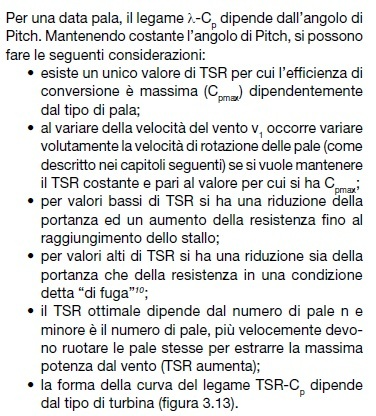 Per una data pala, il legame λ-Cp dipende dall'angolo di
Pitch. Mantenendo costante l'angolo di Pitch, si possono
fare le seguenti considerazioni:
• esiste un unico valore di TSR per cui l'efficienza di
conversione è massima (Cpmax) dipendentemente
dal tipo di pala;
• al variare della velocità del vento v1 occorre variare
volutamente la velocità di rotazione delle pale (come
descritto nei capitoli seguenti) se si vuole mantenere
il TSR costante e pari al valore per cui si ha Cpmax;
• per valori bassi di TSR si ha una riduzione della
portanza ed un aumento della resistenza fino al
raggiungimento dello stallo;
• per valori alti di TSR si ha una riduzione sia della
portanza che della resistenza in una condizione
detta "di fuga"10;
• il TSR ottimale dipende dal numero di pale n e
minore è il numero di pale, più velocemente devo-
no ruotare le pale stesse per estrarre la massima
potenza dal vento (TSR aumenta);
• la forma della curva del legame TSR-Cp dipende
dal tipo di turbina (figura 3.13).